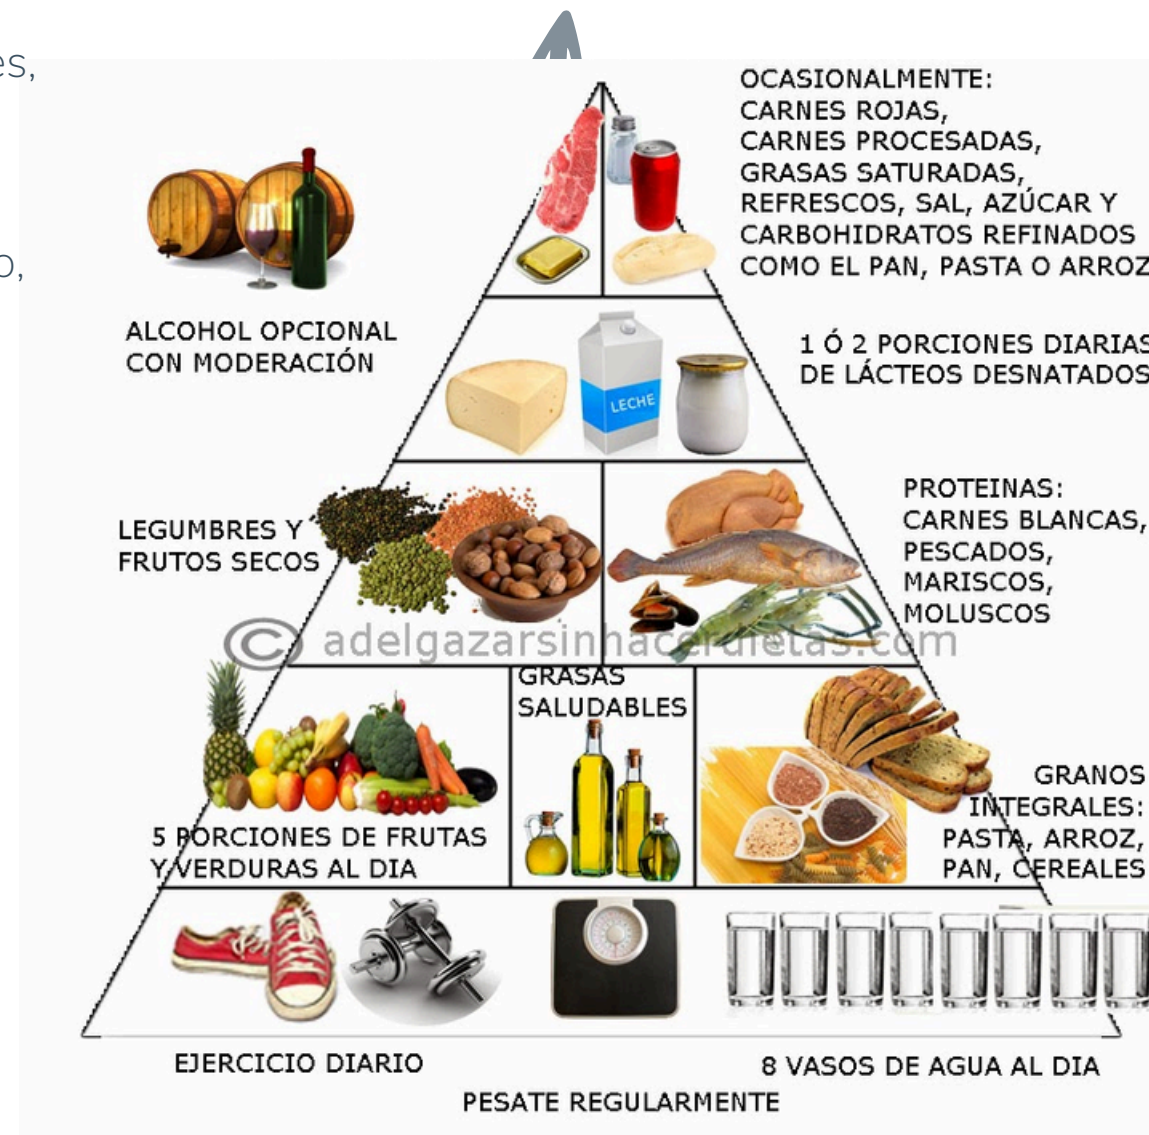 es,
o,
OCASIONALMENTE:
CARNES ROJAS,
CARNES PROCESADAS,
GRASAS SATURADAS,
REFRESCOS, SAL, AZÚCAR Y
CARBOHIDRATOS REFINADOS
COMO EL PAN, PASTA O ARROZ
ALCOHOL OPCIONAL
CON MODERACIÓN
1 Ó 2 PORCIONES DIARIAS
DE LÁCTEOS DESNATADOS
LECHE
LEGUMBRES Y
FRUTOS SECOS
PROTEINAS:
CARNES BLANCAS,
PESCADOS,
MARISCOS,
MOLUSCOS
© adelgazarsinhacerdietas.com
GRASAS
SALUDABLES
5 PORCIONES DE FRUTAS
Y VERDURAS AL DIA
GRANOS
INTEGRALES:
PASTA, ARROZ,
PAN, CEREALES
EJERCICIO DIARIO
8 VASOS DE AGUA AL DIA
PESATE REGULARMENTE